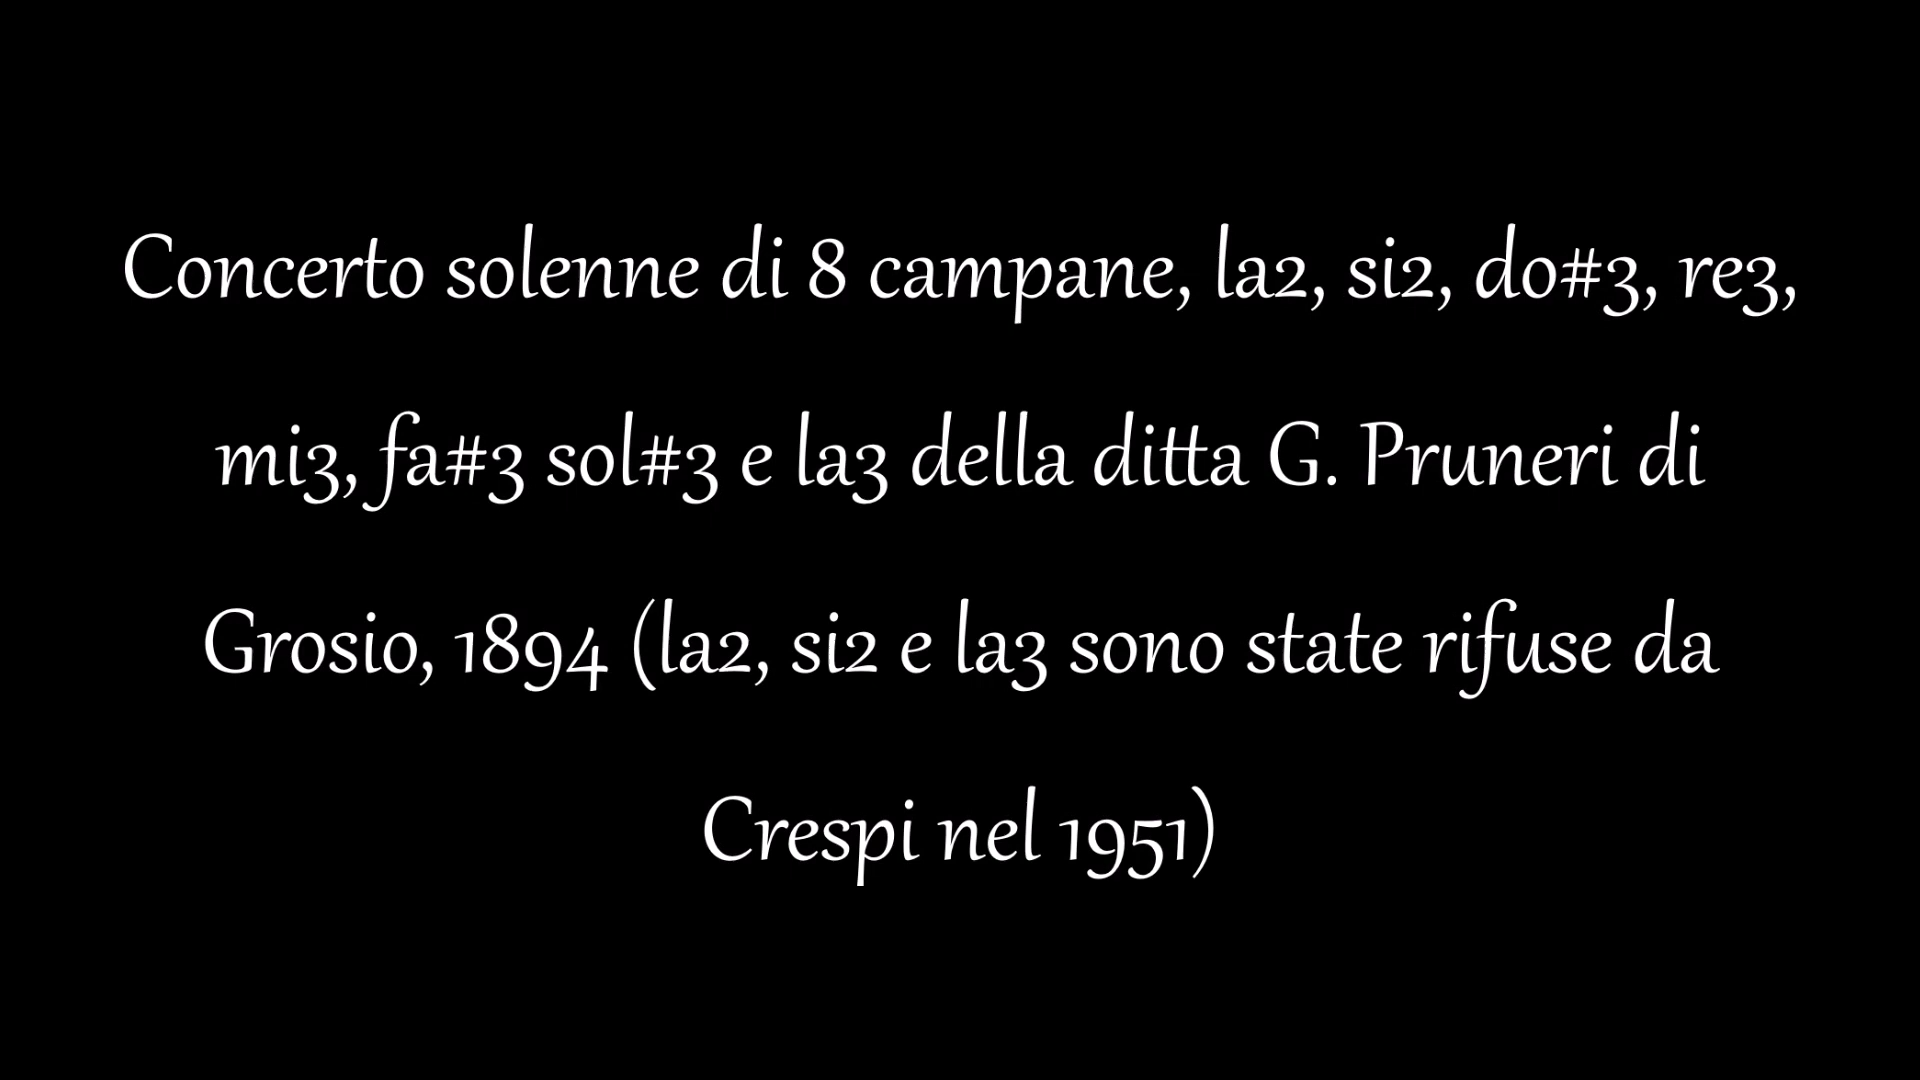 Concerto solenne di 8 campane, la2, si2, do#3, re3,
mi3, fa#3 sol#3 e la3 della ditta G. Pruneri di
Grosio, 1894 (la2, si2 e la3 sono state rifuse da
Crespi nel 1951)